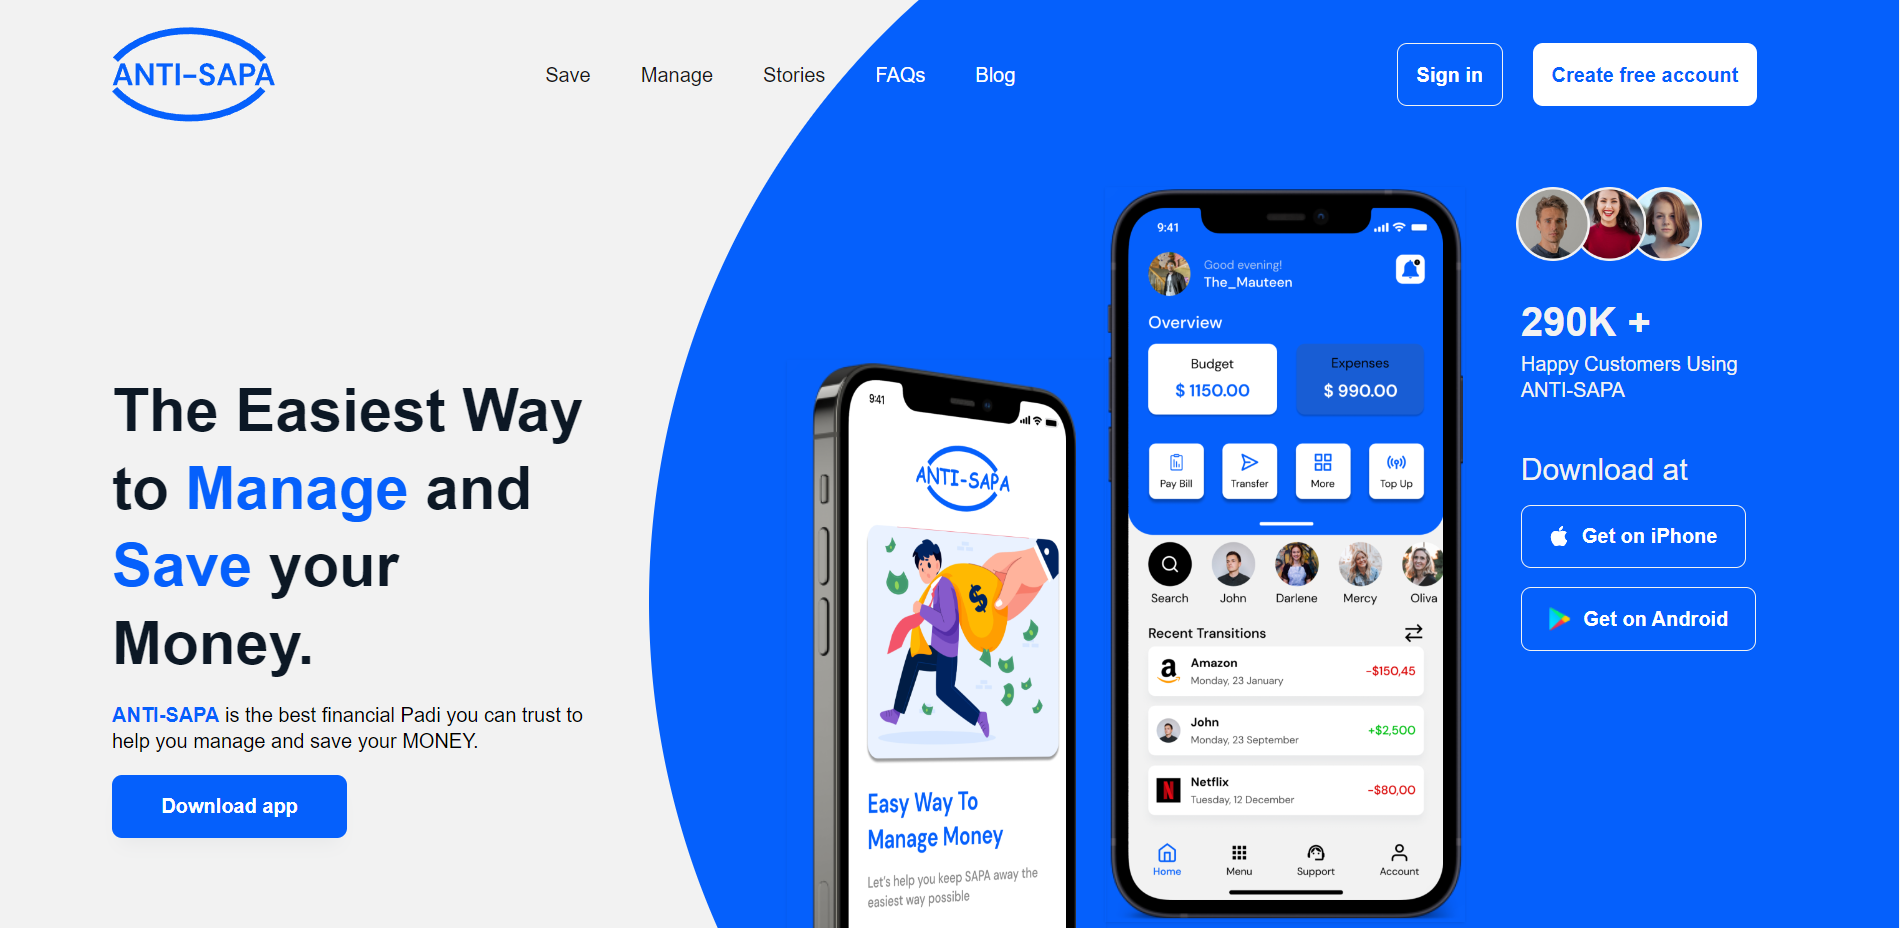 ANTI-SAPA
Save
Manage
Stories
FAQs
Blog
Sign in
Create free account
The Easiest Way
to Manage and
Save your
Money.
ANTI-SAPA is the best financial Padi you can trust to
help you manage and save your MONEY.
Download app
9:41
ANTI-SAPA
$
Easy Way To
Manage Money
Let's help you keep SAPA away the
easiest way possible
9:41
Good evening!
The_Mauteen
Overview
Budget
$ 1150.00
Expenses
$ 990.00
Pay Bill
Transfer
More
Top Up
Search
John
Darlene
Mercy
Oliva
Recent Transitions
a
Amazon
Monday, 23 January
-$150,45
John
Monday, 23 September
+$2,500
N
Netflix
Tuesday, 12 December
-$80,00
Home
Menu
Support
Account
290K +
Happy Customers Using
ANTI-SAPA
Download at
Get on iPhone
Get on Android